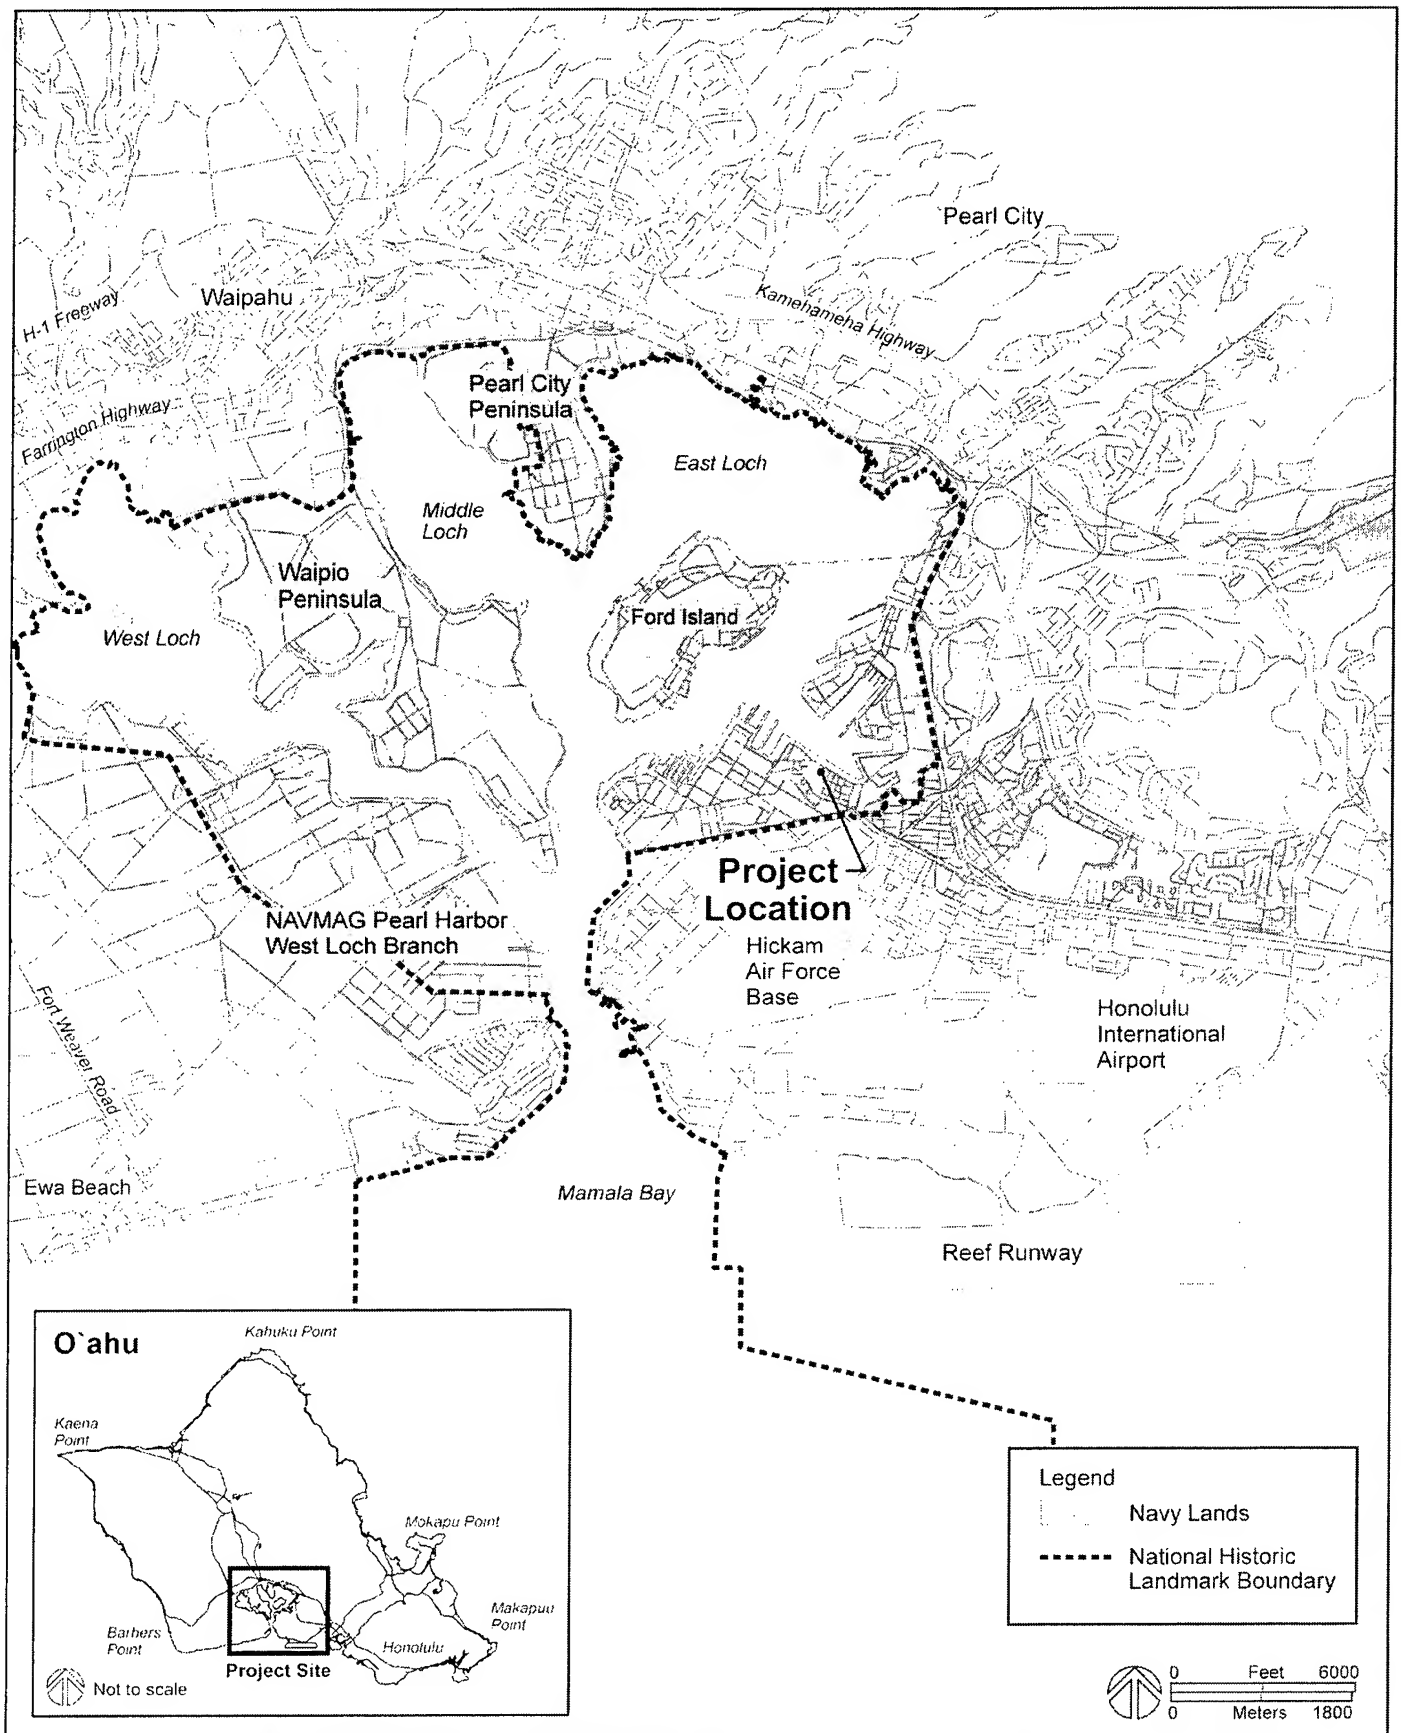 Pearl City
Kamehameha Highway
Waipahu
H-1 Freeway
Pearl City
Peninsula
Farrington Highway
East Loch
Middle
Loch
Waipio
Peninsula
Ford Island
West Loch
Project
Location
NAVMAG Pearl Harbor
West Loch Branch
Hickam
Air Force
Base
Fort Weaver Road
Honolulu
International
Airport
Ewa Beach
Mamala Bay
Reef Runway
O`ahu
Kahuku Point
Kaena
Point
Mokapu Point
Makapuu
Point
Barbers
Point
Honolulu
Project Site
Not to scale
Legend
Navy Lands
National Historic
Landmark Boundary
0 Feet 6000
0 Meters 1800